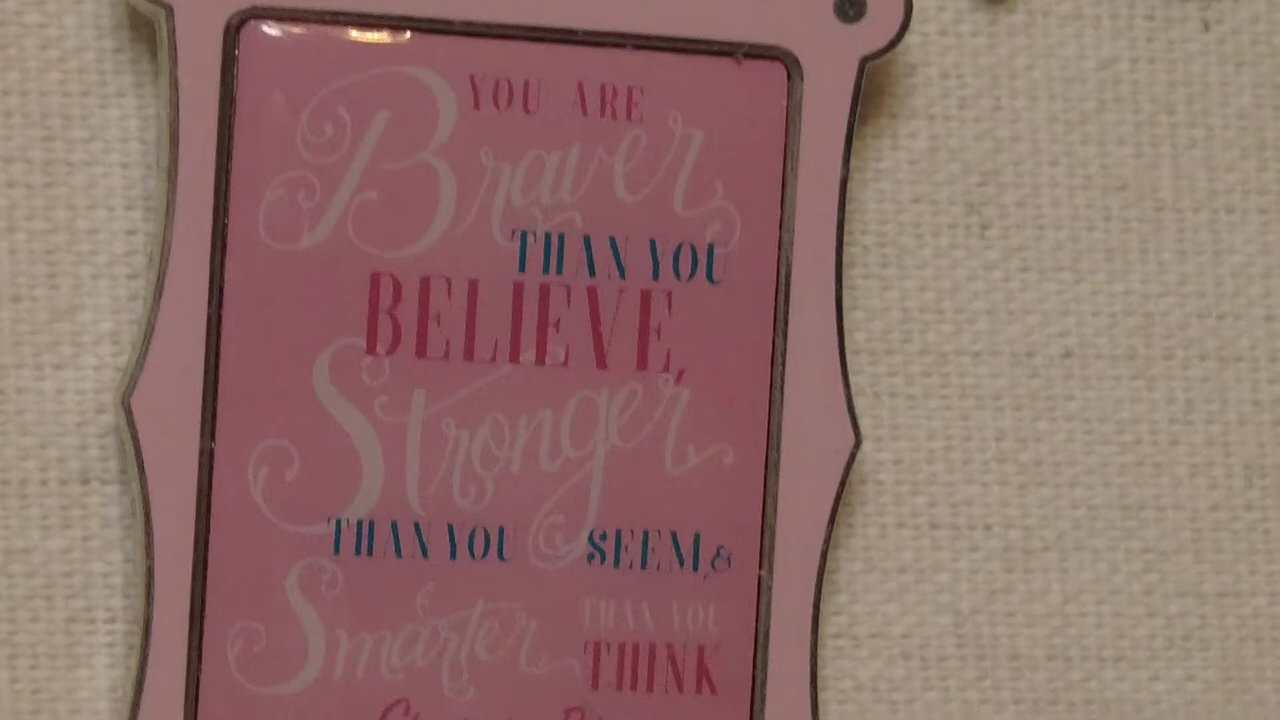 YOU ARE
Braver
THAN YOU
BELIEVE,
Stronger
THAN YOU SEEM, &
Smarter
THAN YOU
THINK